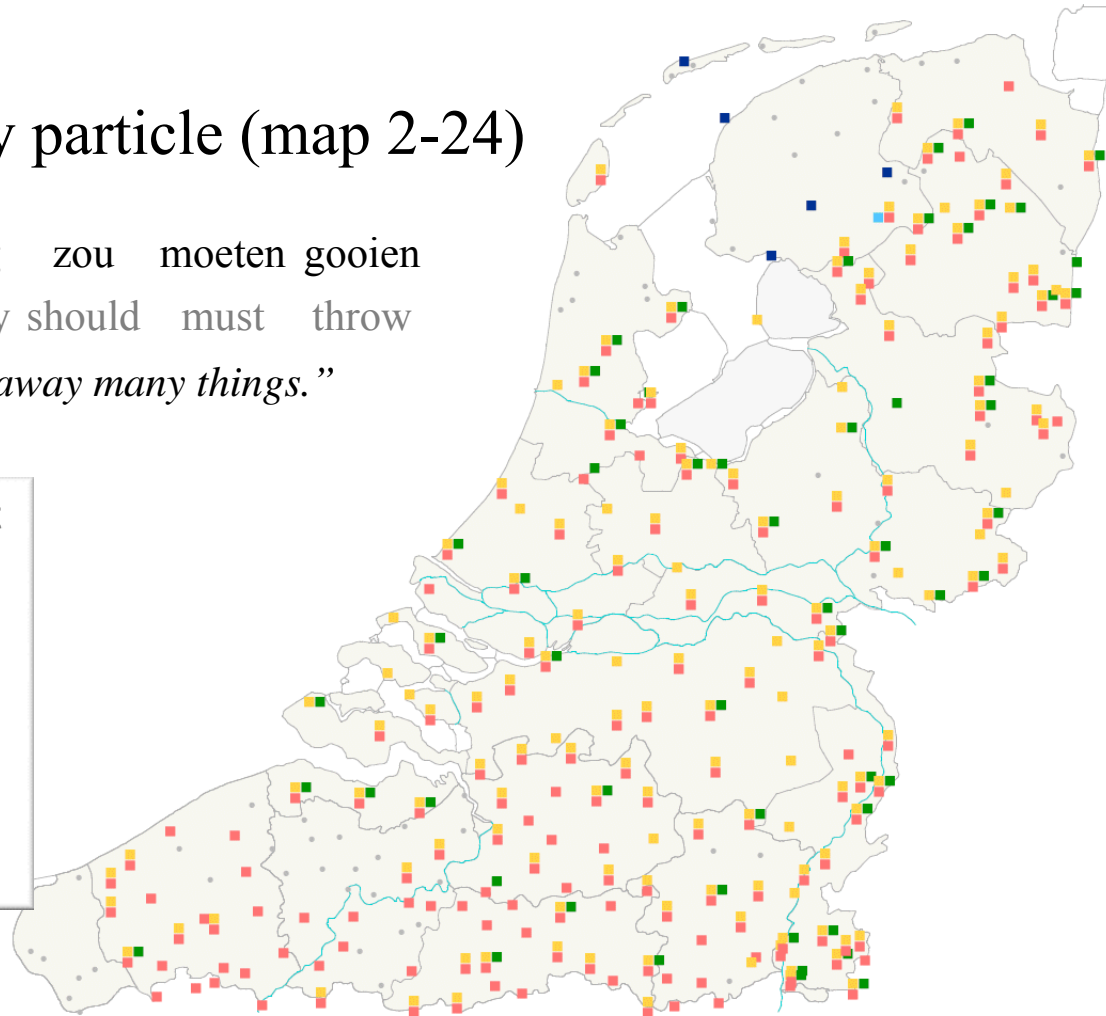 particle (map 2-24)
zou moeten gooien
should must throw
away many things.”